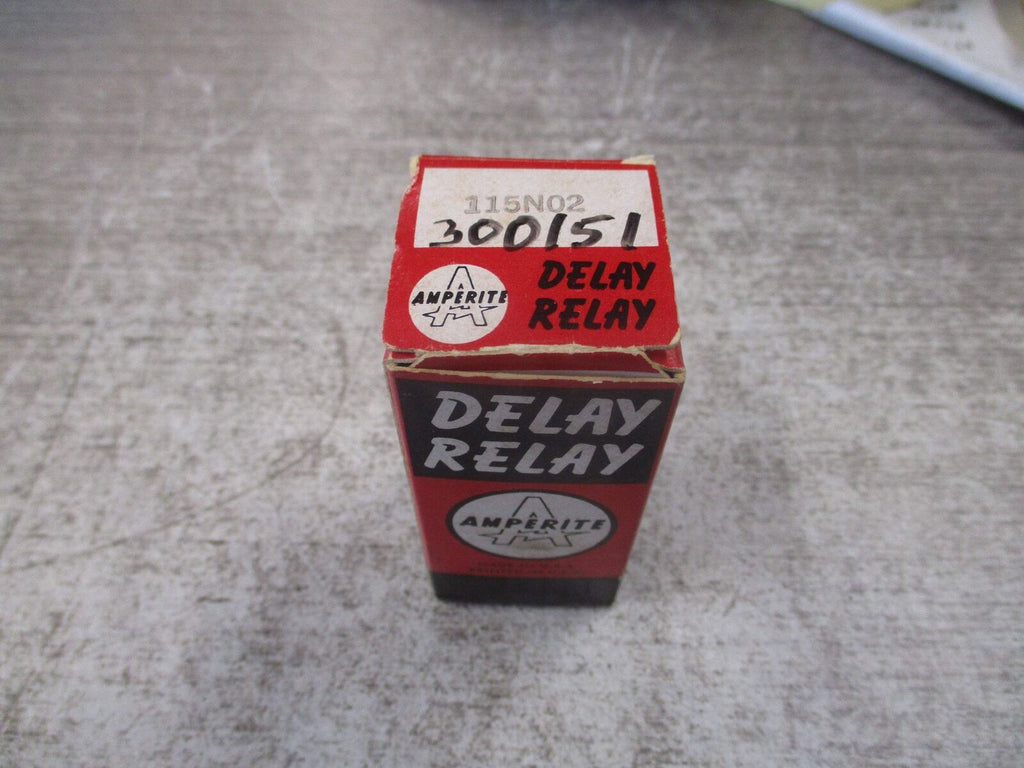 115N02
300151
AMPERITE
DELAY
RELAY
DELAY
RELAY
AMPERITE